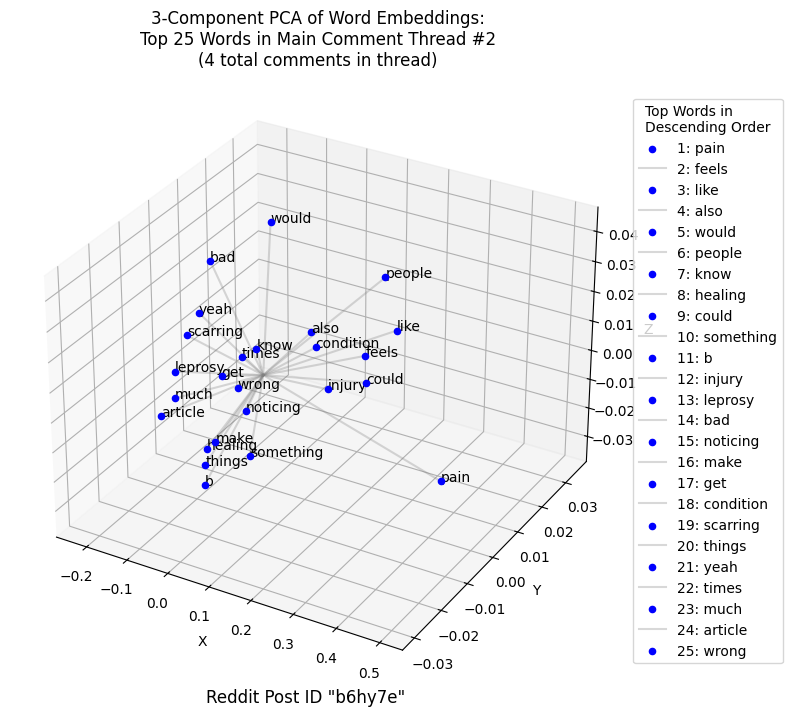 3-Component PCA of Word Embeddings:
Top 25 Words in Main Comment Thread #2
(4 total comments in thread)
would
bad
people
yeah
scarring
also
like
know
condition
times
feels
leprosy
get
could
wrong
injury
much
article
noticing
make
healing
something
things
pain
b
0.04
0.03
0.02
0.01
0.00
−0.01
−0.02
−0.03
Z
0.03
0.02
0.01
0.00
−0.01
−0.02
−0.03
Y
−0.2
−0.1
0.0
0.1
0.2
0.3
0.4
0.5
X
Top Words in
Descending Order
1: pain
2: feels
3: like
4: also
5: would
6: people
7: know
8: healing
9: could
10: something
11: b
12: injury
13: leprosy
14: bad
15: noticing
16: make
17: get
18: condition
19: scarring
20: things
21: yeah
22: times
23: much
24: article
25: wrong
Reddit Post ID "b6hy7e"